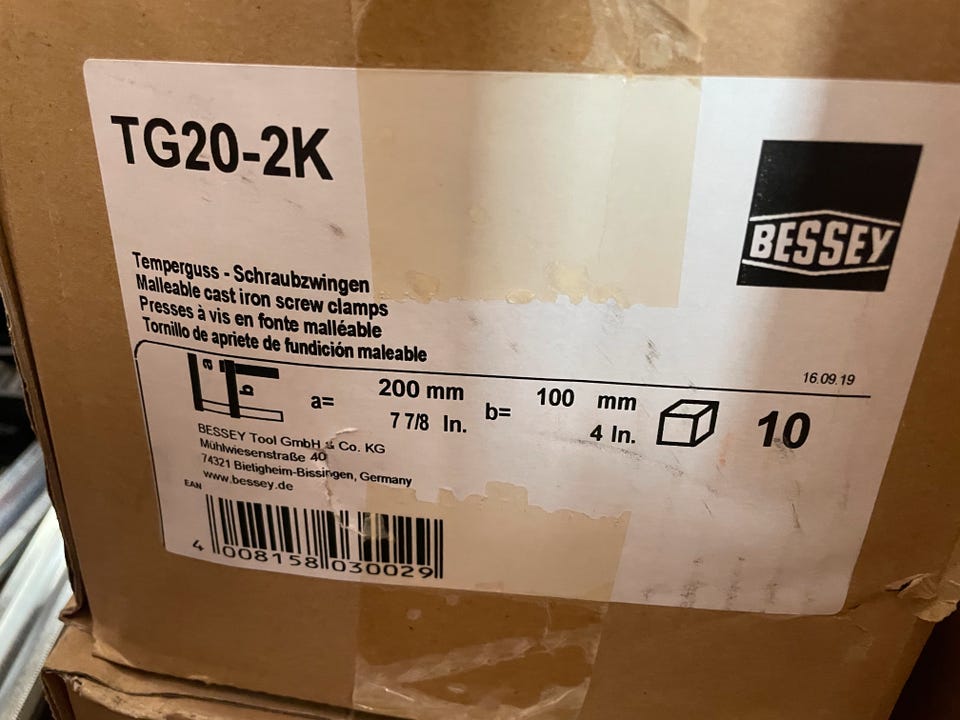 TG20-2K
BESSEY
Temperguss - Schraubzwingen
Malleable cast iron screw clamps
Presses à vis en fonte malléable
Tornillo de apriete de fundición maleable
16.09.19
a
b
a= 200 mm b= 100 mm 10
7 7/8 In. 4 In.
BESSEY Tool GmbH & Co. KG
Mühlwiesenstraße 40
74321 Bietigheim-Bissingen, Germany
www.bessey.de
EAN
4 008158 030029